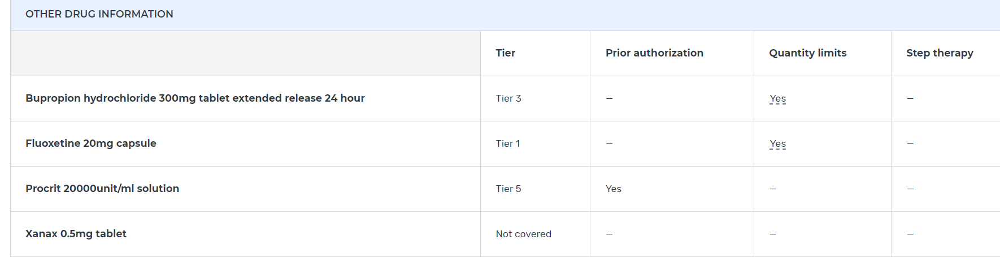 OTHER DRUG INFORMATION
Tier Prior authorization Quantity limits Step therapy
Bupropion hydrochloride 300mg tablet extended release 24 hour Tier 3 — Yes —
Fluoxetine 20mg capsule Tier 1 — Yes —
Procrit 20000unit/ml solution Tier 5 Yes — —
Xanax 0.5mg tablet Not covered — — —